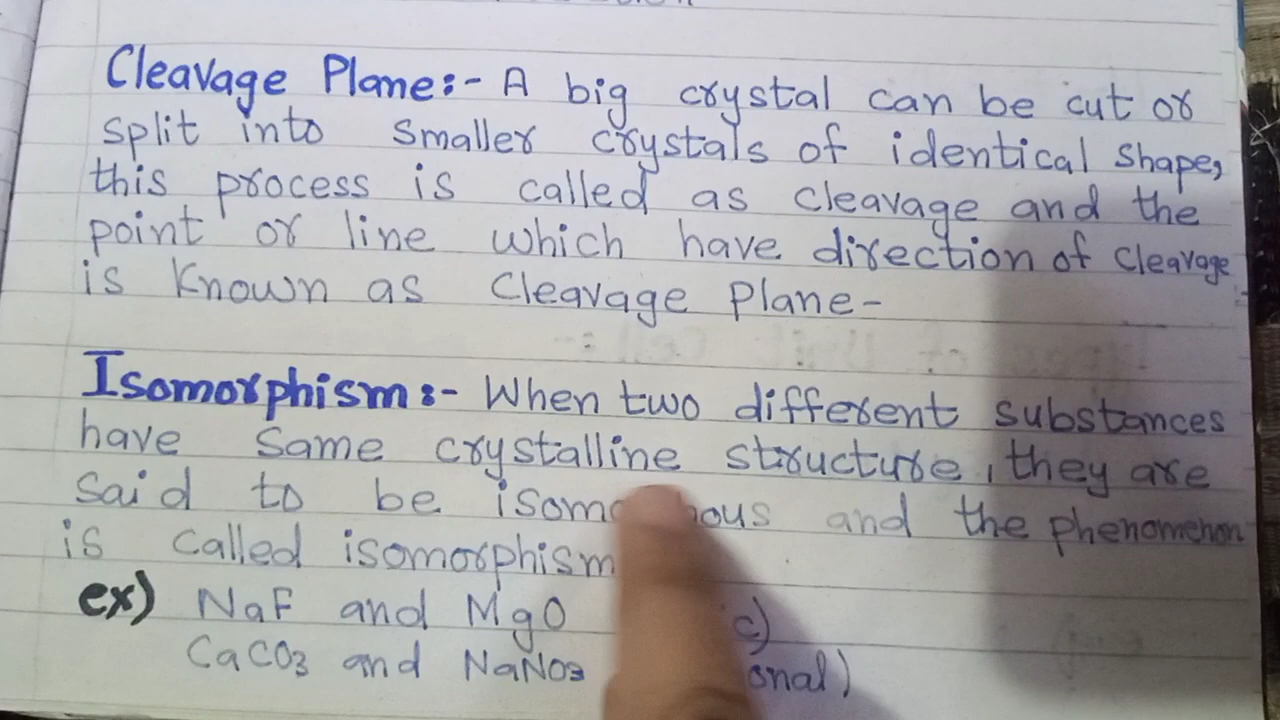 Cleavage Plane:- A big crystal can be cut or
split into smaller crystals of identical shape,
this process is called as cleavage and the
point or line which have direction of cleavage
is known as cleavage plane-
Isomorphism:- When two different substances
have same crystalline structure, they are
said to be and the phenomenon
is called isomorphism
ex) NaF and MgO
CaCO3 and NaNO3